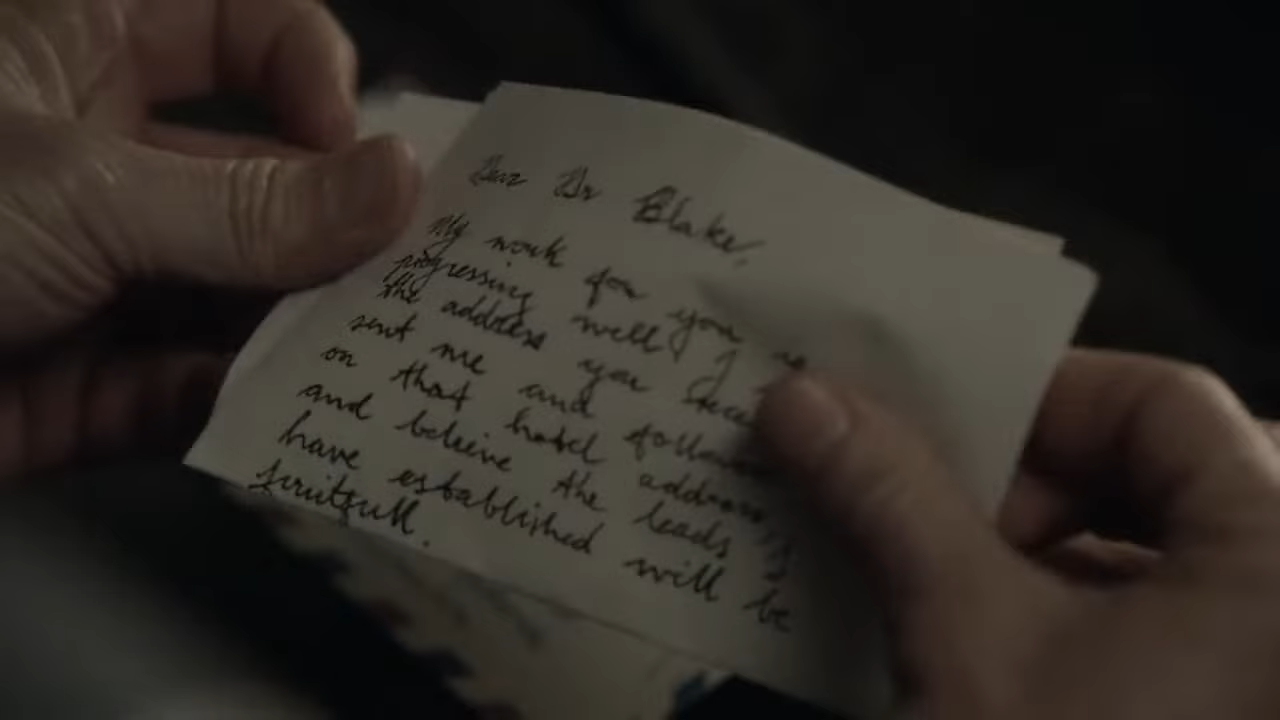 Dear Dr Blake,
My work for you is
progressing well. I
the address you
sent me and
on that hotel address,
and believe the leads I
have established will be
fruitfull.